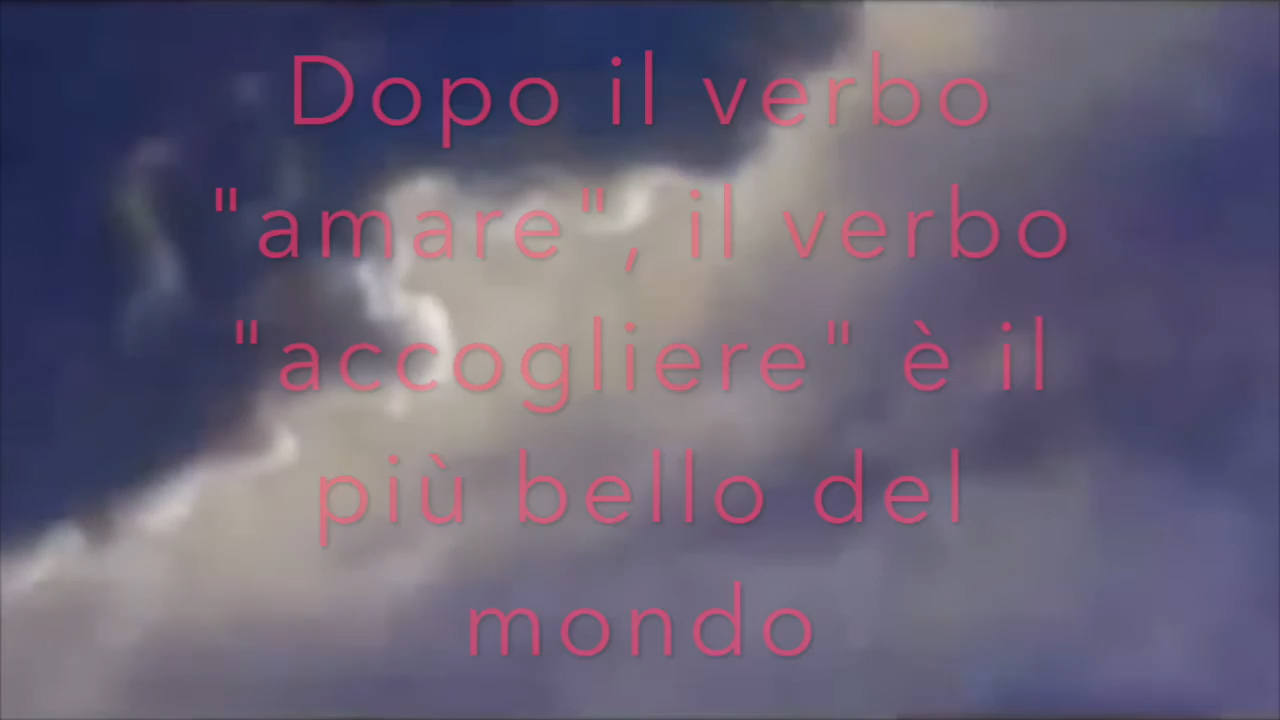 Dopo il verbo
"amare", il verbo
"accogliere" è il
più bello del
mondo